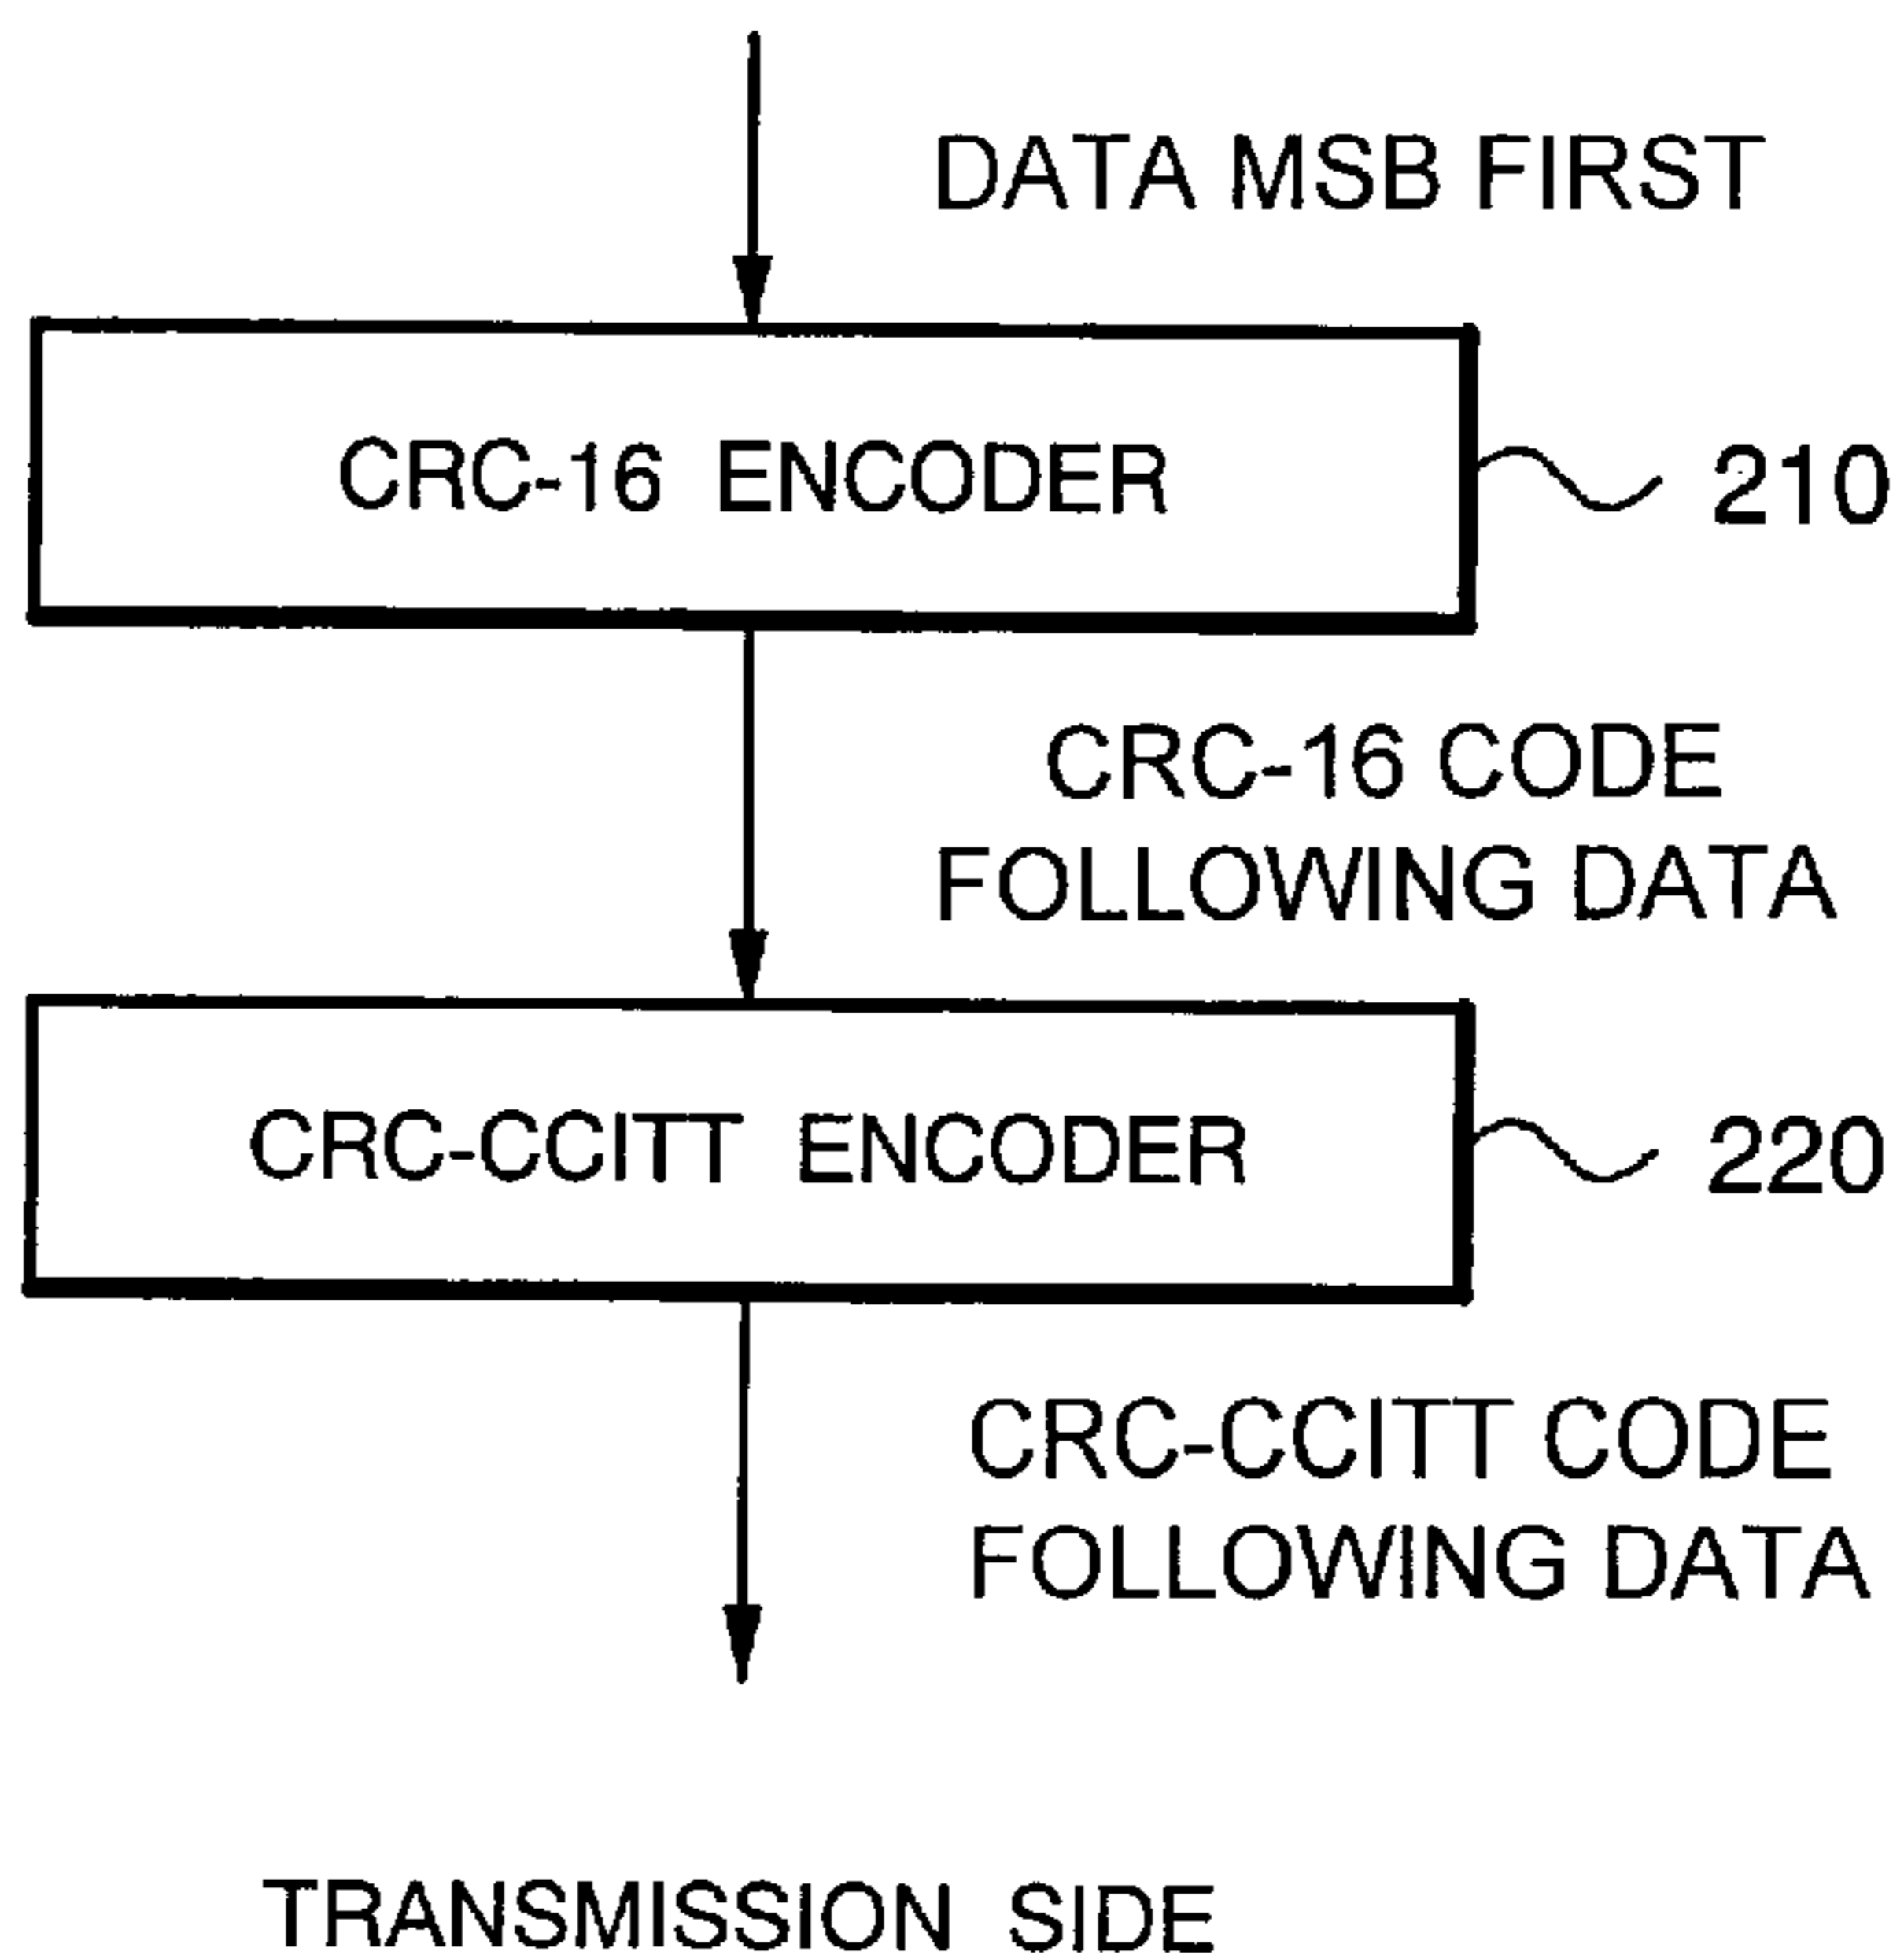 DATA MSB FIRST
CRC-16 ENCODER
210
CRC-16 CODE
FOLLOWING DATA
CRC-CCITT ENCODER
220
CRC-CCITT CODE
FOLLOWING DATA
TRANSMISSION SIDE